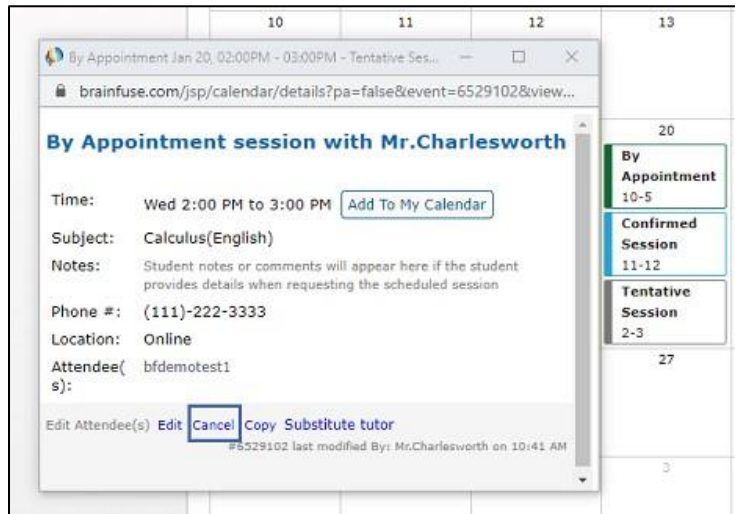 10 11 12 13
By Appointment Jan 20, 02:00PM - 03:00PM - Tentative Ses...
brainfuse.com/jsp/calendar/details?pa=false&event=6529102&view...
By Appointment session with Mr.Charlesworth
Time: Wed 2:00 PM to 3:00 PM Add To My Calendar
Subject: Calculus(English)
Notes: Student notes or comments will appear here if the student
provides details when requesting the scheduled session
Phone #: (111)-222-3333
Location: Online
Attendee( bfdemotest1
s):
Edit Attendee(s) Edit Cancel Copy Substitute tutor
#6529102 last modified By: Mr.Charlesworth on 10:41 AM
20
By
Appointment
10-5
Confirmed
Session
11-12
Tentative
Session
2-3
27
3